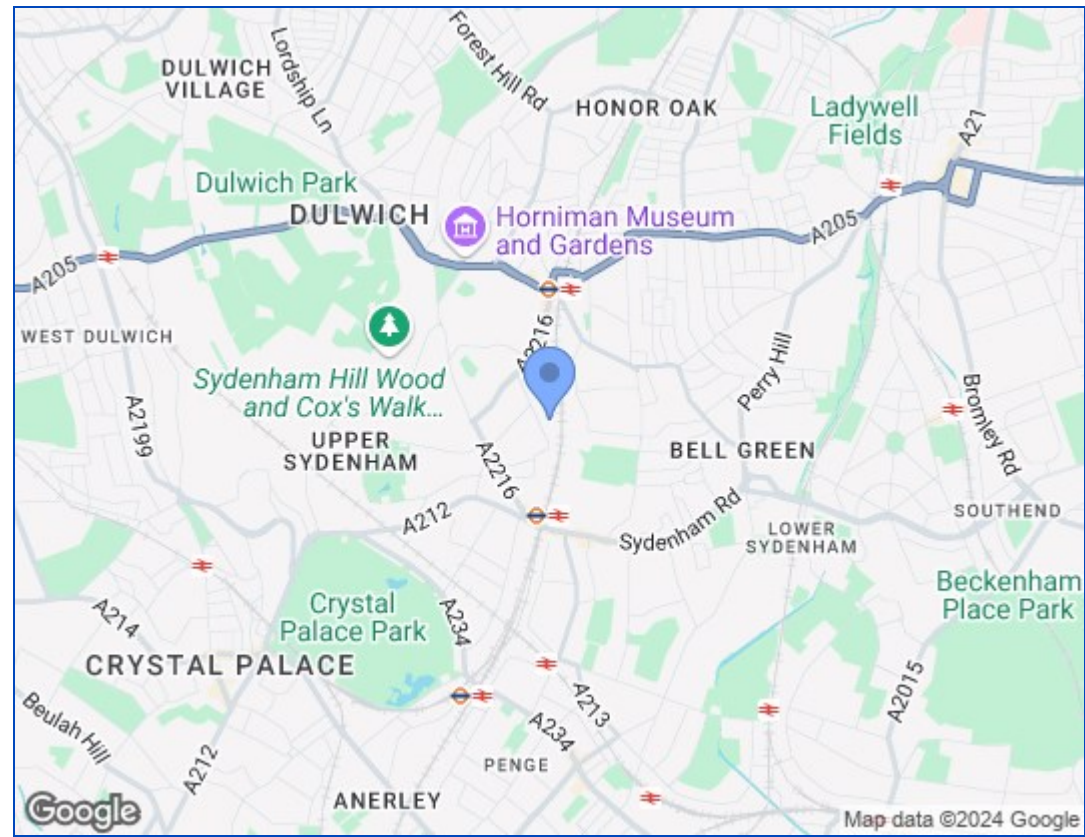 Forest Hill Rd
Lordship Ln
DULWICH
VILLAGE
HONOR OAK
Ladywell
Fields
A21
Dulwich Park
DULWICH
Horniman Museum
and Gardens
A205
A205
A2216
WEST DULWICH
Sydenham Hill Wood
and Cox's Walk...
Perry Hill
A2199
Bromley Rd
UPPER
SYDENHAM
A2216
BELL GREEN
A212
Sydenham Rd
SOUTHEND
LOWER
SYDENHAM
Beckenham
Place Park
A214
Crystal
Palace Park
A234
CRYSTAL PALACE
A2015
Beulah Hill
A213
A234
A212
PENGE
ANERLEY
Google
Map data ©2024 Google